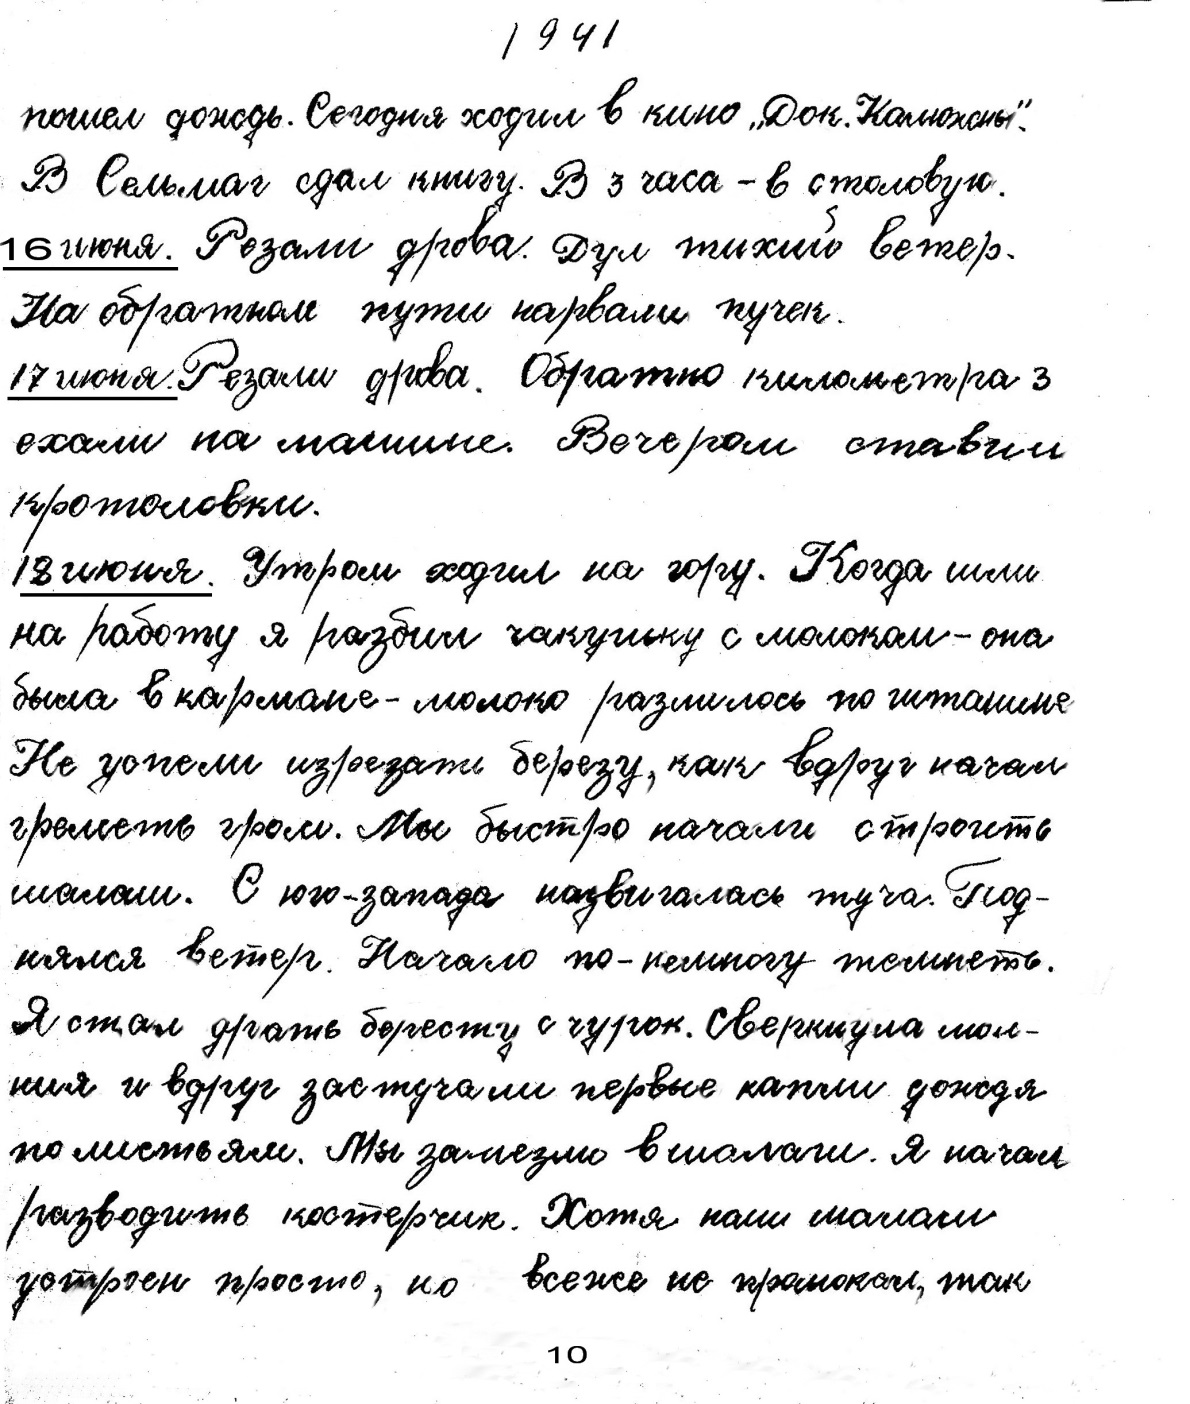 1941
пошел дождь. Сегодня ходил в кино „Док. Калюжный".
В Сельмаг сдал книгу. В 3 часа – в столовую.
16 июня. Резали дрова. Дул тихий ветер.
На обратном пути нарвали пучек.
17 июня. Резали дрова. Обратно километра 3
ехали на машине. Вечером ставил
кротоловки.
18 июня. Утром ходил на гору. Когда шли
на работу я разбил чакушку с молоком – она
была в кармане – молоко разлилось по штанине
Не успели изрезать березу, как вдруг начал
греметь гром. Мы быстро начали строить
шалаш. С юго-запада надвигалась туча. Под-
нялся ветер. Начало по-немногу темнеть.
Я стал драть бересту с чурок. Сверкнула мол-
ния и вдруг застучали первые капли дождя
по листьям. Мы залезли в шалаш. Я начал
разводить костерчик. Хотя наш шалаш
устроен просто, но всеже не промокал, так
10